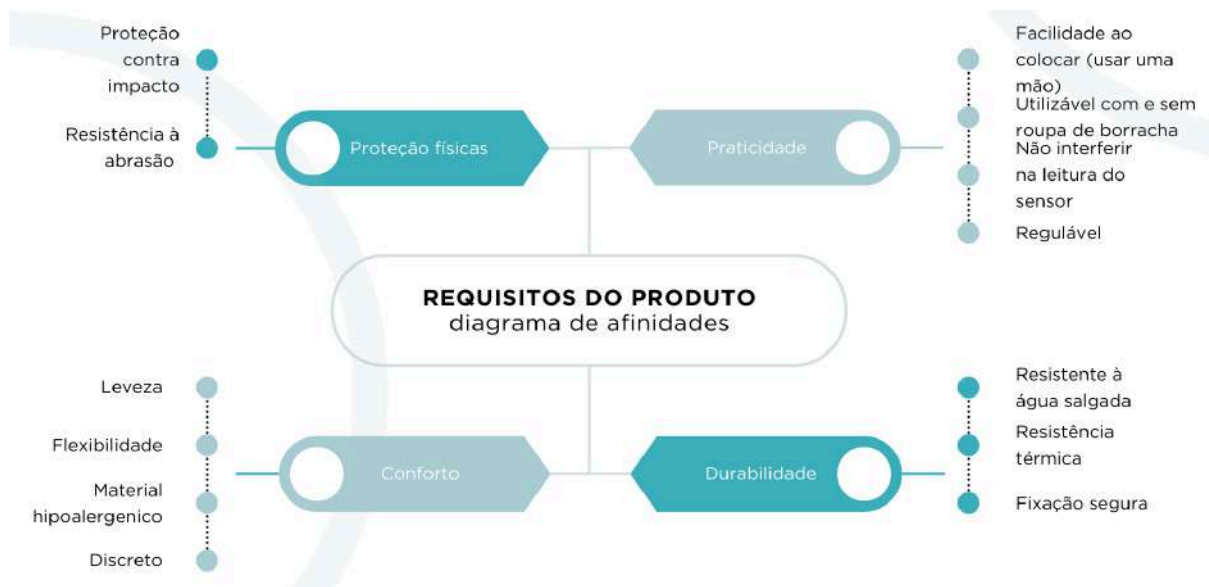 Proteção
contra
impacto
Resistência à
abrasão
Proteção físicas
Praticidade
Facilidade ao
colocar (usar uma
mão)
Utilizável com e sem
roupa de borracha
Não interferir
na leitura do
sensor
Regulável
REQUISITOS DO PRODUTO
diagrama de afinidades
Leveza
Flexibilidade
Material
hipoalergenico
Discreto
Conforto
Durabilidade
Resistente à
água salgada
Resistência
térmica
Fixação segura